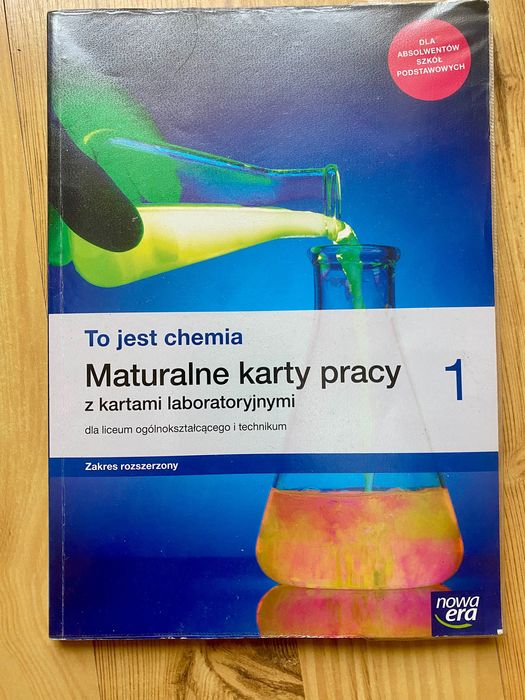 DLA
ABSOLWENTÓW
SZKÓŁ
PODSTAWOWYCH
To jest chemia
Maturalne karty pracy 1
z kartami laboratoryjnymi
dla liceum ogólnokształcącego i technikum
Zakres rozszerzony
nowa
era